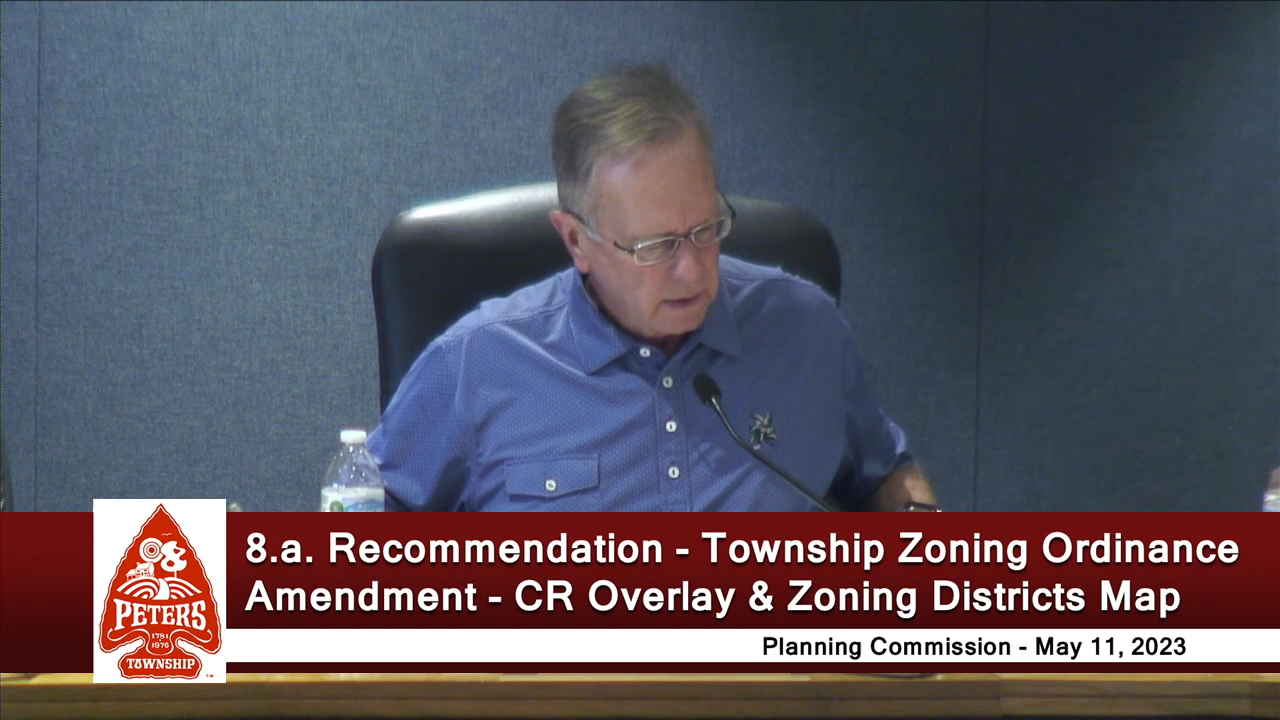 8.a. Recommendation - Township Zoning Ordinance
Amendment - CR Overlay & Zoning Districts Map
Planning Commission - May 11, 2023
PETERS
1781
1976
TOWNSHIP